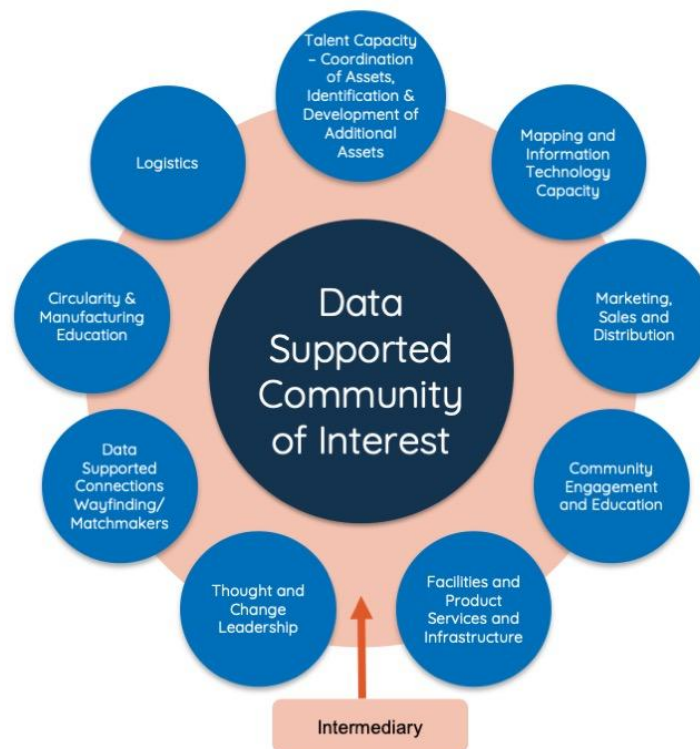 Talent Capacity
– Coordination
of Assets,
Identification &
Development of
Additional
Assets
Mapping and
Information
Technology
Capacity
Marketing,
Sales and
Distribution
Community
Engagement
and Education
Facilities and
Product
Services and
Infrastructure
Thought and
Change
Leadership
Data
Supported
Connections
Wayfinding/
Matchmakers
Circularity &
Manufacturing
Education
Logistics
Data
Supported
Community
of Interest
Intermediary